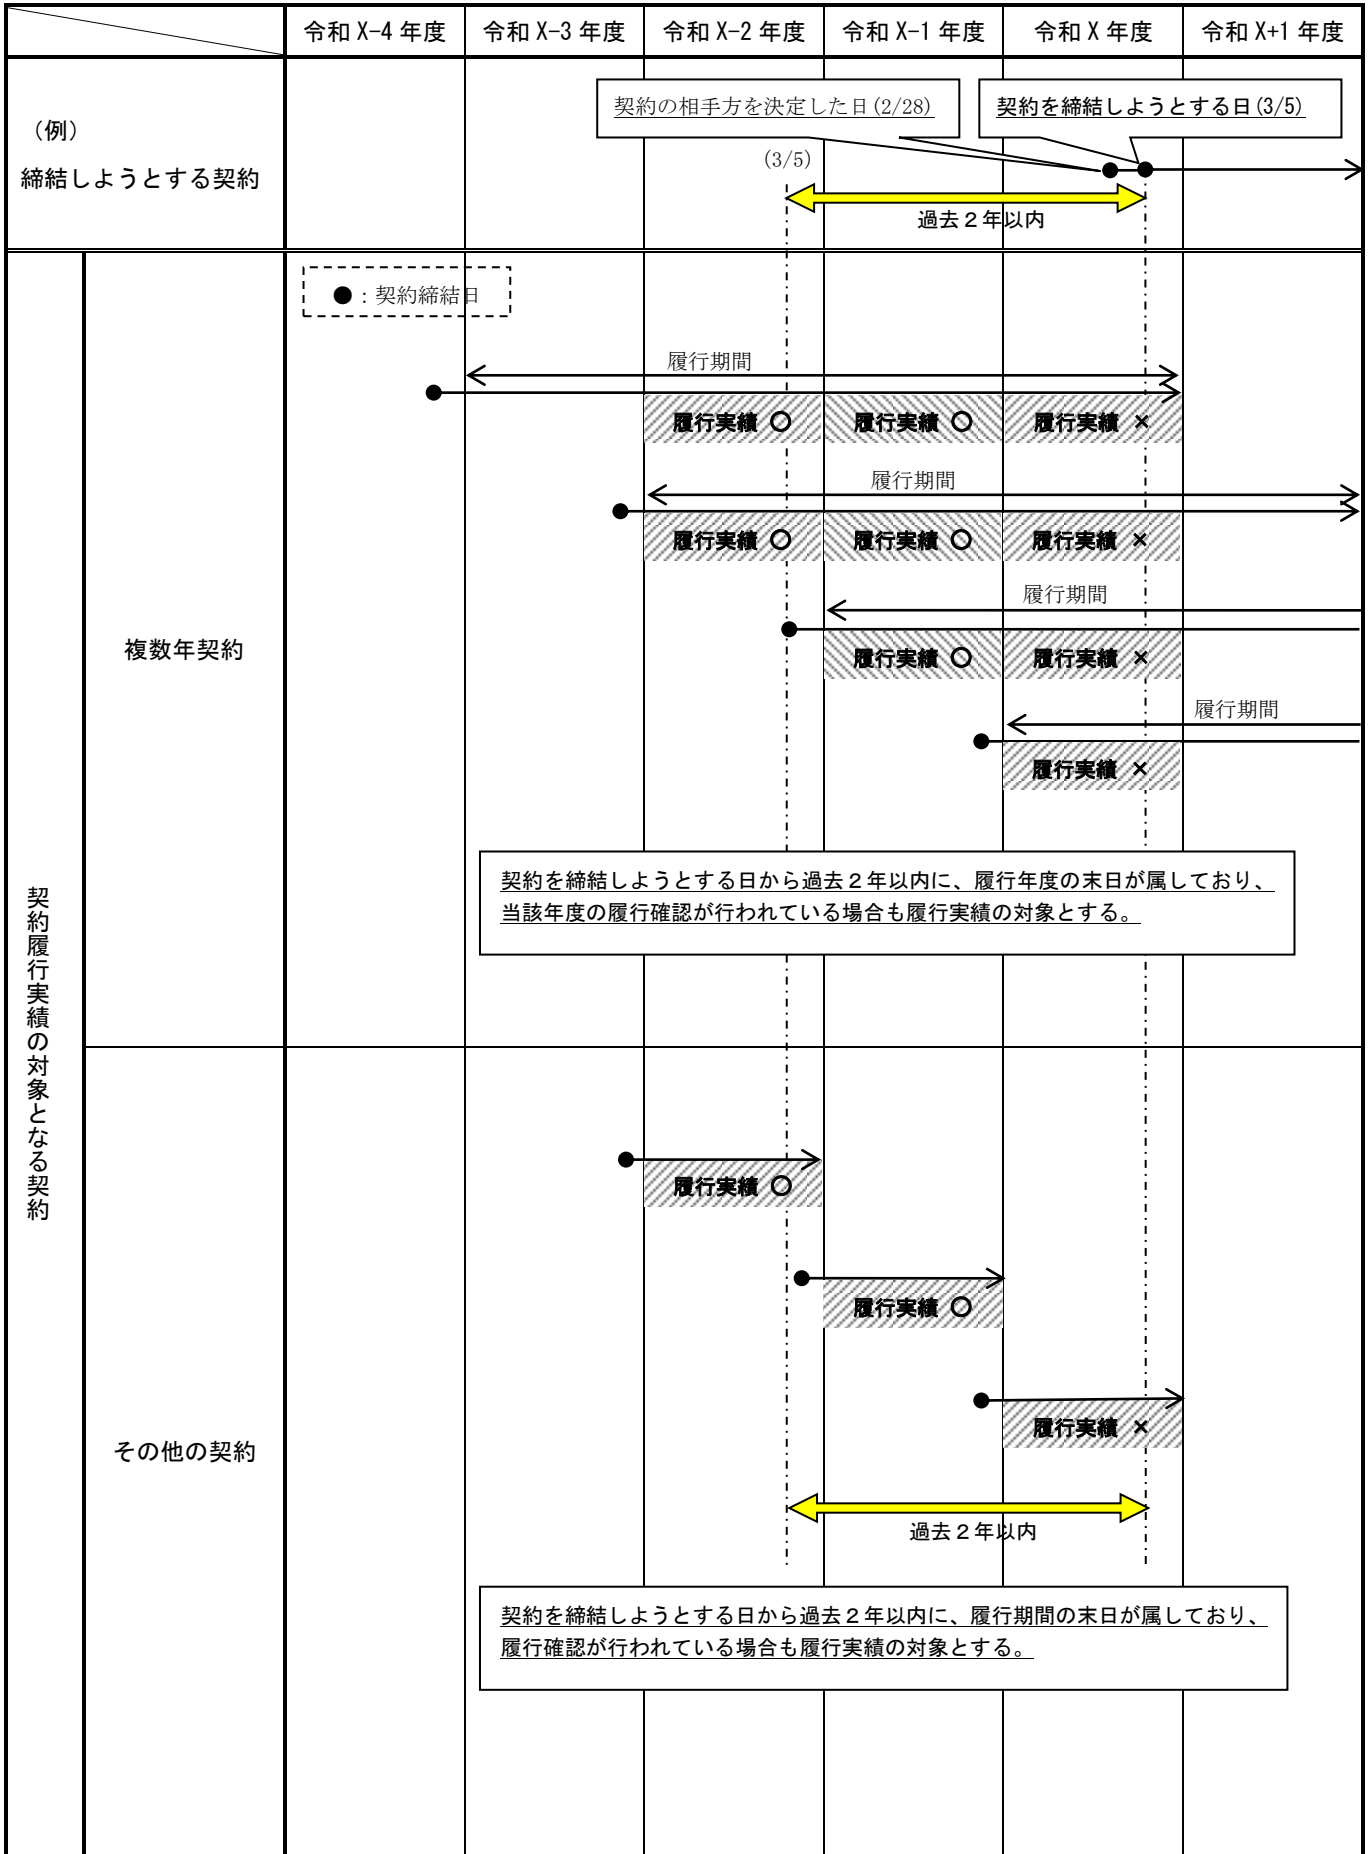 令和 X-4 年度 令和 X-3 年度 令和 X-2 年度 令和 X-1 年度 令和 X 年度 令和 X+1 年度
（例）
締結しようとする契約
契約の相手方を決定した日(2/28)
契約を締結しようとする日(3/5)
(3/5)
過去２年以内
契約履行実績の対象となる契約
複数年契約
●：契約締結日
履行期間
履行実績 〇 履行実績 〇 履行実績 ×
履行期間
履行実績 〇 履行実績 〇 履行実績 ×
履行期間
履行実績 〇 履行実績 ×
履行期間
履行実績 ×
契約を締結しようとする日から過去２年以内に、履行年度の末日が属しており、
当該年度の履行確認が行われている場合も履行実績の対象とする。
その他の契約
履行実績 〇
履行実績 〇
履行実績 ×
過去２年以内
契約を締結しようとする日から過去２年以内に、履行期間の末日が属しており、
履行確認が行われている場合も履行実績の対象とする。